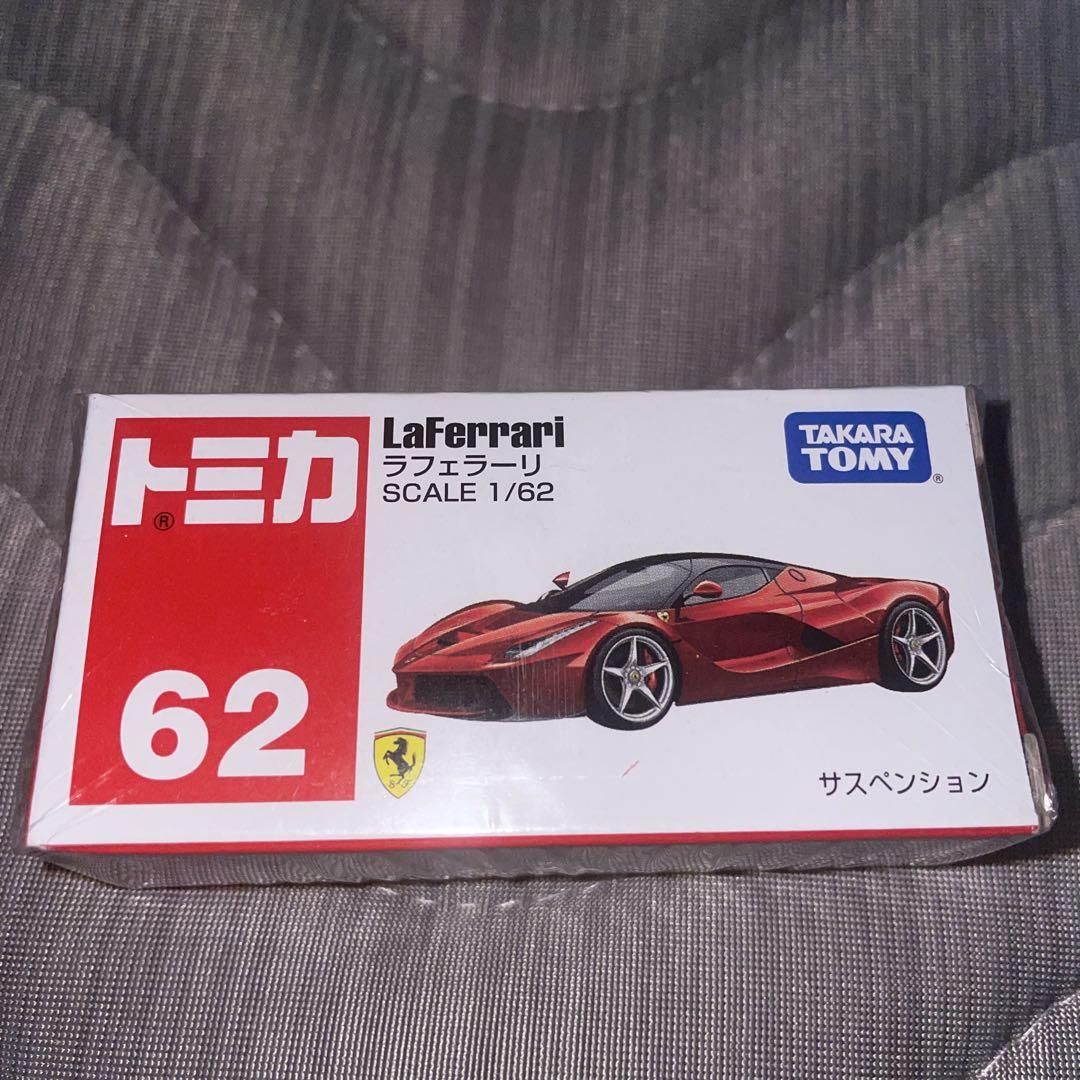 トミカ
®
62
LaFerrari
ラフェラーリ
SCALE 1/62
TAKARA
TOMY
®
S F
サスペンション